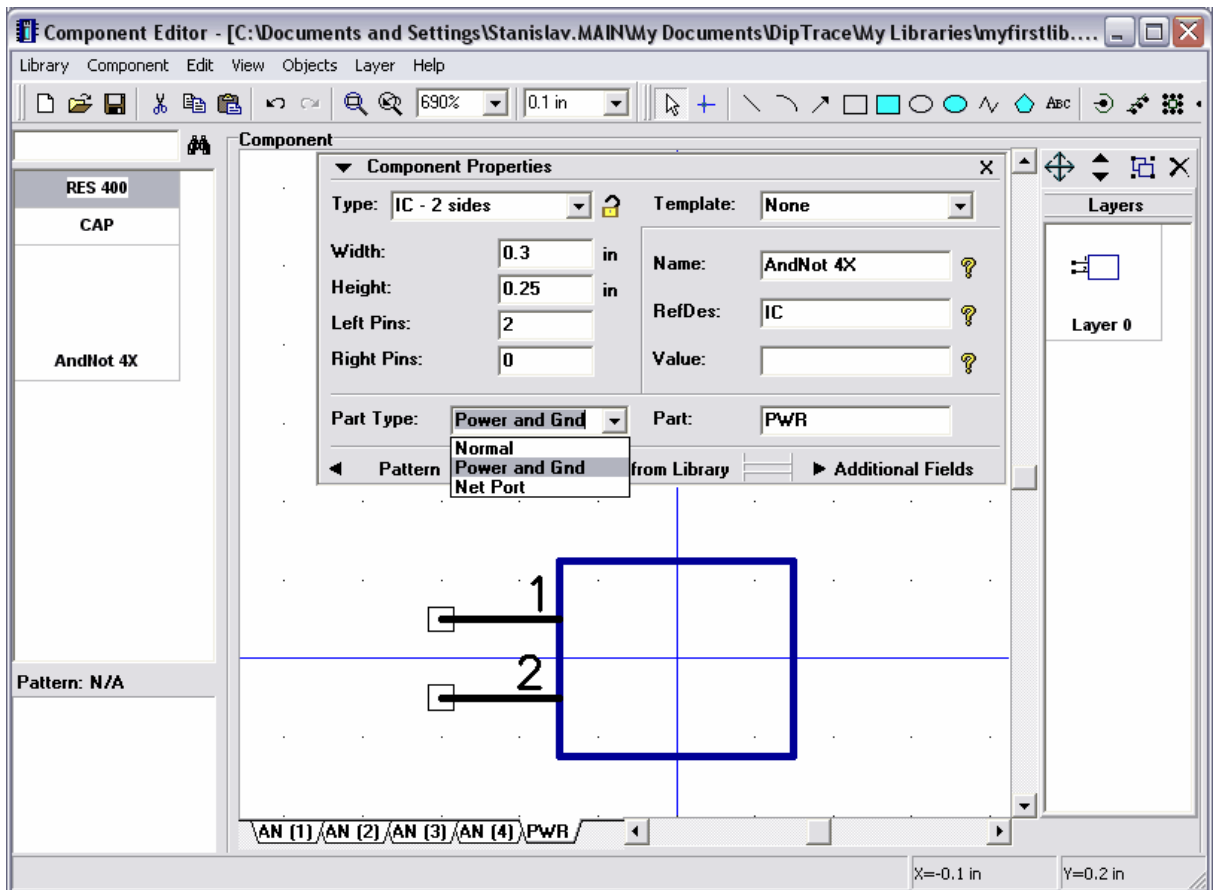 Component Editor - [C:\Documents and Settings\Stanislav.MAIN\My Documents\DipTrace\My Libraries\myfirstlib....
Library Component Edit View Objects Layer Help
690% 0.1 in ABC
Component
Component Properties X
RES 400
CAP
AndNot 4X
Type: IC - 2 sides Template: None
Width: 0.3 in
Height: 0.25 in
Left Pins: 2
Right Pins: 0
Name: AndNot 4X ?
RefDes: IC ?
Value: ?
Part Type: Power and Gnd Part: PWR
Normal
Power and Gnd
Net Port
Pattern from Library Additional Fields
Layers
Layer 0
1
2
Pattern: N/A
AN (1) AN (2) AN (3) AN (4) PWR
X=-0.1 in Y=0.2 in